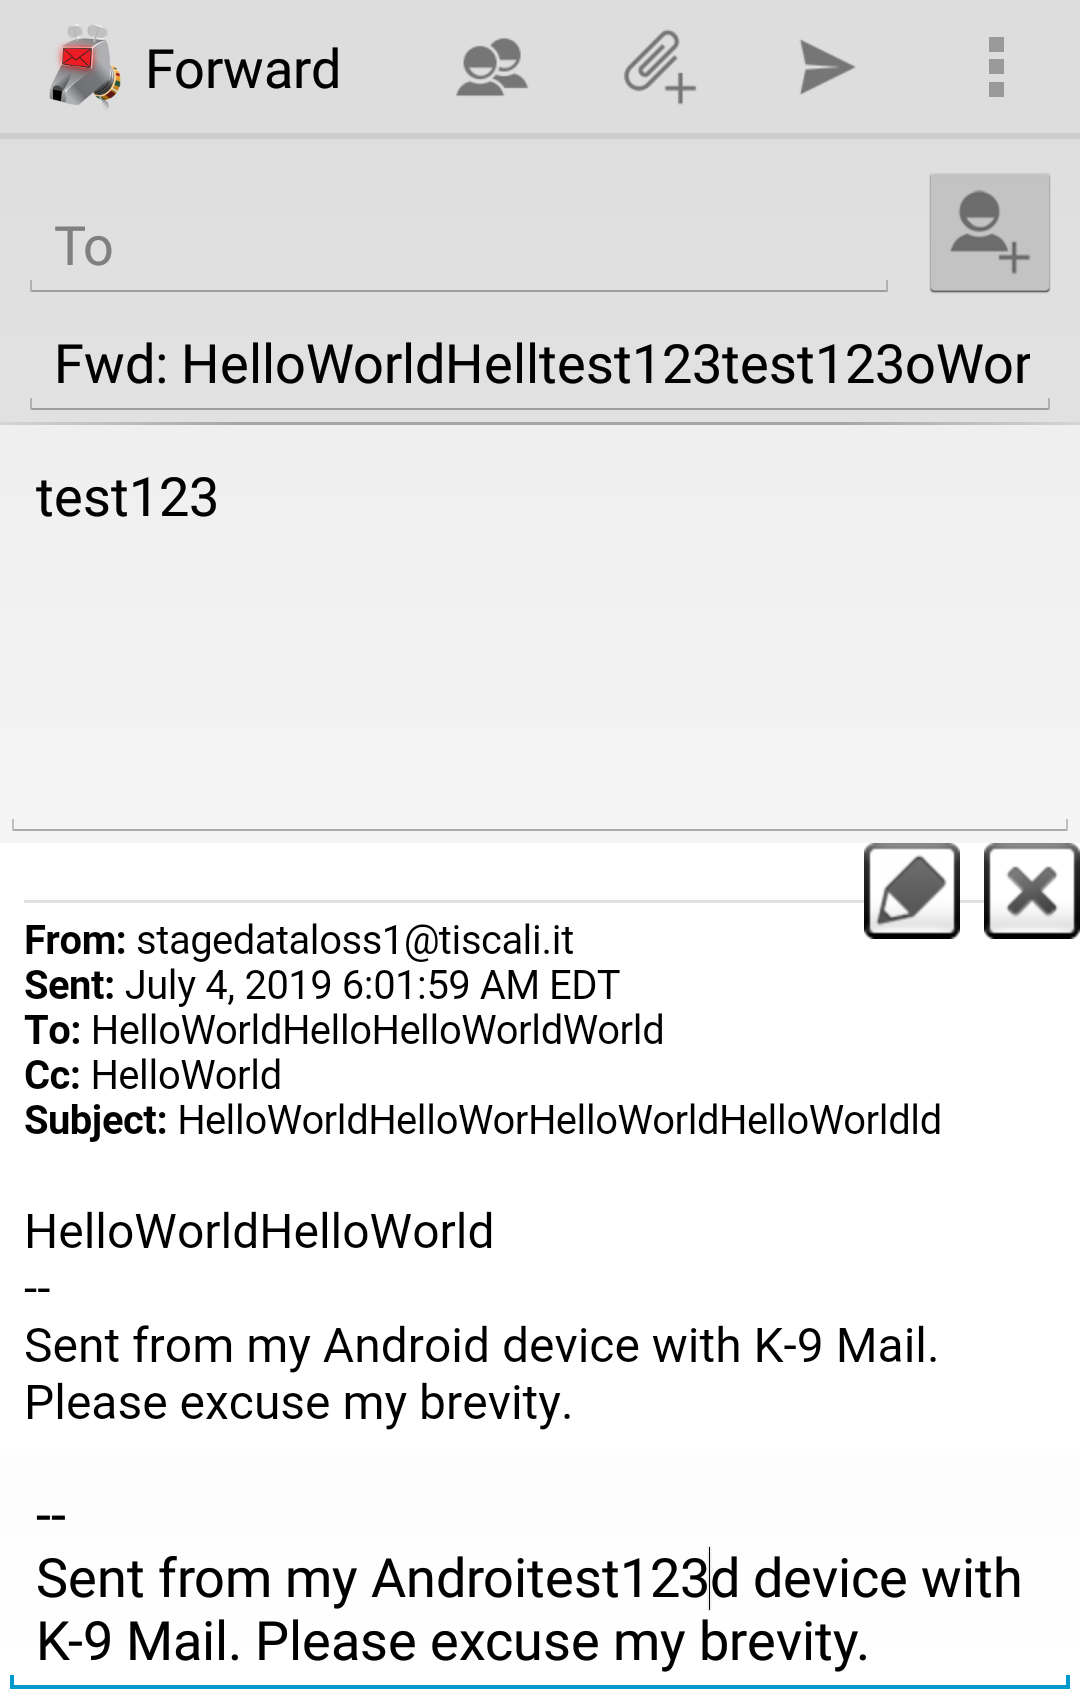 Forward
To
Fwd: HelloWorldHelltest123test123oWor
test123
From: stagedataloss1@tiscali.it
Sent: July 4, 2019 6:01:59 AM EDT
To: HelloWorldHelloHelloWorldWorld
Cc: HelloWorld
Subject: HelloWorldHelloWorHelloWorldHelloWorldld
HelloWorldHelloWorld
--
Sent from my Android device with K-9 Mail.
Please excuse my brevity.
--
Sent from my Androitest123d device with
K-9 Mail. Please excuse my brevity.